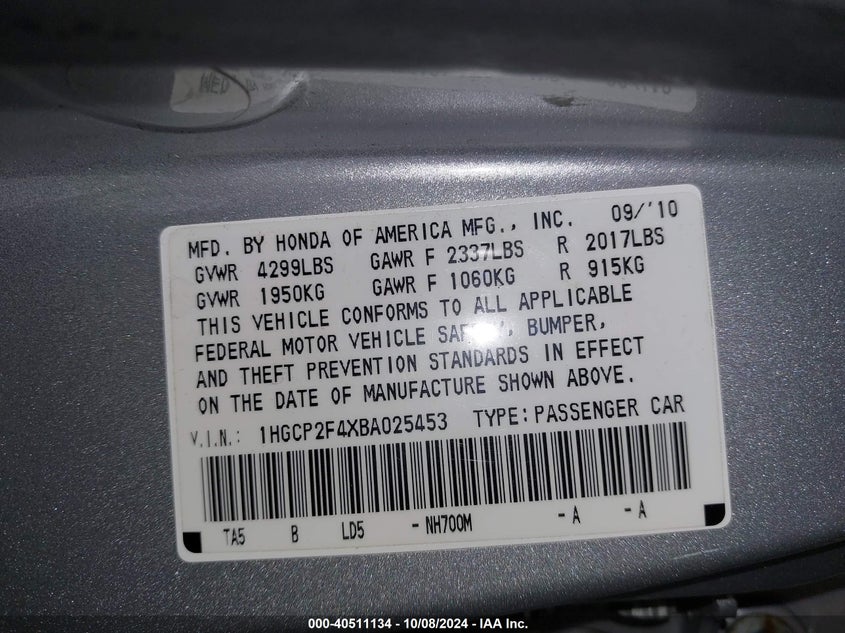 WED
MFD. BY HONDA OF AMERICA MFG., INC. 09/'10
GVWR 4299LBS GAWR F 2337LBS R 2017LBS
GVWR 1950KG GAWR F 1060KG R 915KG
THIS VEHICLE CONFORMS TO ALL APPLICABLE
FEDERAL MOTOR VEHICLE SAFETY, BUMPER,
AND THEFT PREVENTION STANDARDS IN EFFECT
ON THE DATE OF MANUFACTURE SHOWN ABOVE.
V.I.N.: 1HGCP2F4XBA025453 TYPE: PASSENGER CAR
TA5 B LD5 -NH700M -A -A
000-40511134 - 10/08/2024 - IAA Inc.